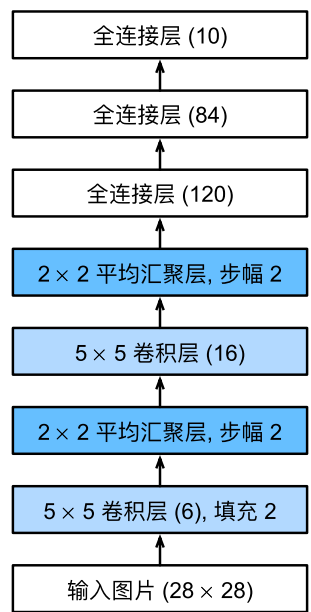 全连接层 (10)
全连接层 (84)
全连接层 (120)
2 × 2 平均汇聚层, 步幅 2
5 × 5 卷积层 (16)
2 × 2 平均汇聚层, 步幅 2
5 × 5 卷积层 (6), 填充 2
输入图片 (28 × 28)